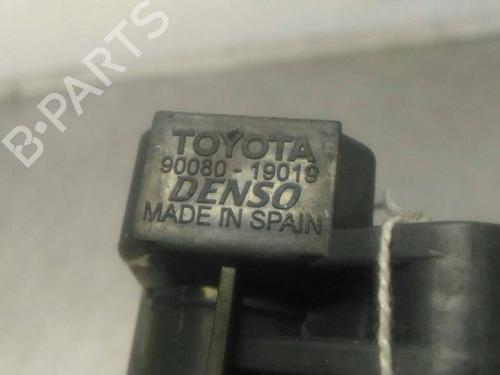 B-PARTS
TOYOTA
90080-19019
DENSO
MADE IN SPAIN